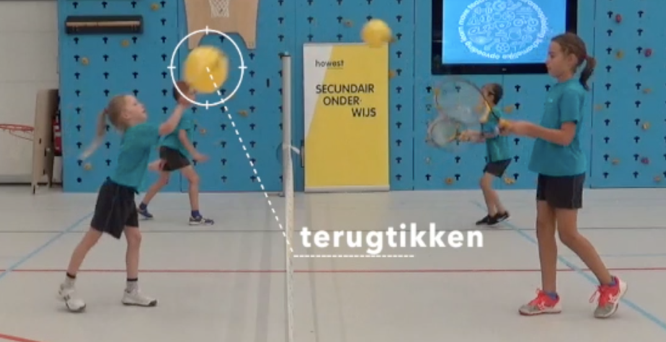 howest
SECUNDAIR
ONDER-
WIJS
terugtikken